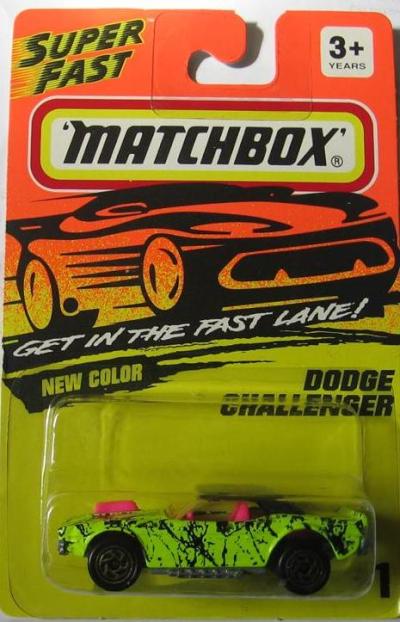 SUPER
FAST
3+
YEARS
'MATCHBOX'®
GET IN THE FAST LANE!
NEW COLOR
DODGE
CHALLENGER
1